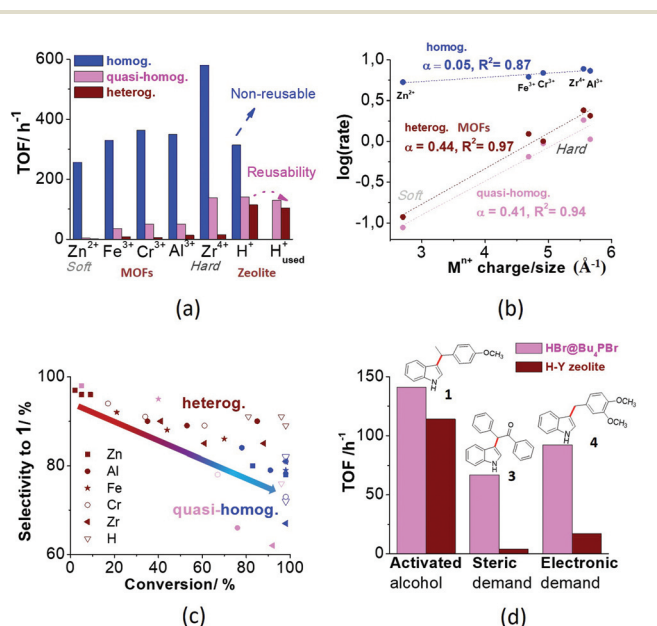 600
400
200
0
TOF/ h⁻¹
homog.
quasi-homog.
heterog.
Non-reusable
Reusability
Zn²⁺ Fe³⁺ Cr³⁺ Al³⁺ Zr⁴⁺ H⁺ H⁺used
Soft MOFs Hard Zeolite
(a)
1,0
0,5
0,0
-0,5
-1,0
log(rate)
homog.
α = 0.05, R²= 0.87
Zn²⁺
Fe³⁺ Cr³⁺
Zr⁴⁺ Al³⁺
heterog. MOFs
α = 0.44, R²= 0.97
Hard
Soft
quasi-homog.
α = 0.41, R²= 0.94
3 4 5 6
Mⁿ⁺ charge/size (Å⁻¹)
(b)
100
90
80
70
60
Selectivity to 1/ %
heterog.
Zn
Al
Fe
Cr
Zr
H
quasi-homog.
0 20 40 60 80 100
Conversion/ %
(c)
150
100
50
0
TOF /h⁻¹
HBr@Bu₄PBr
H-Y zeolite
OCH₃
N
H
1
O
N
H
3
OCH₃
OCH₃
N
H
4
Activated Steric Electronic
alcohol demand demand
(d)